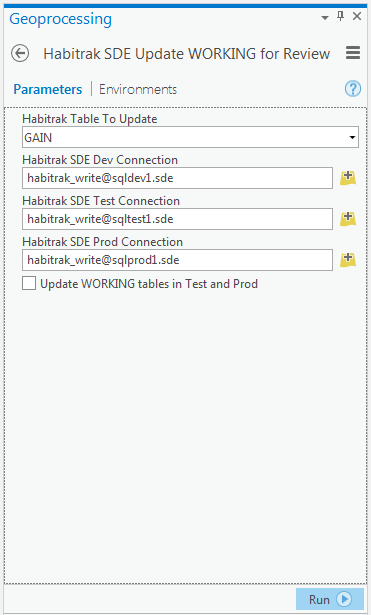 Geoprocessing
Habitrak SDE Update WORKING for Review
Parameters | Environments
Habitrak Table To Update
GAIN
Habitrak SDE Dev Connection
habitrak_write@sqldev1.sde
Habitrak SDE Test Connection
habitrak_write@sqltest1.sde
Habitrak SDE Prod Connection
habitrak_write@sqlprod1.sde
Update WORKING tables in Test and Prod
Run